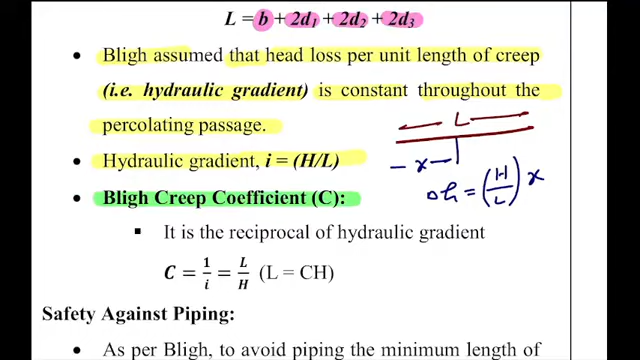 L = b + 2d₁ + 2d₂ + 2d₃
• Bligh assumed that head loss per unit length of creep
(i.e. hydraulic gradient) is constant throughout the
percolating passage.
L
• Hydraulic gradient, i = (H/L)
x
Δh = (H/L) x
• Bligh Creep Coefficient (C):
▪ It is the reciprocal of hydraulic gradient
C = 1/i = L/H (L = CH)
Safety Against Piping:
• As per Bligh, to avoid piping the minimum length of